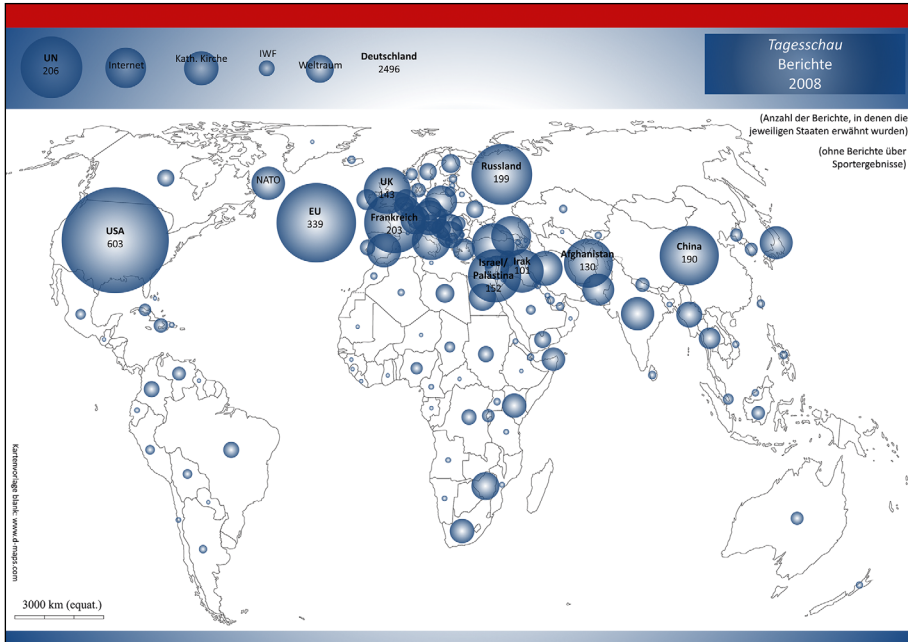 UN
206
Internet
Kath. Kirche
IWF
Weltraum
Deutschland
2496
Tagesschau
Berichte
2008
(Anzahl der Berichte, in denen die
jeweiligen Staaten erwähnt wurden)
(ohne Berichte über
Sportergebnisse)
NATO
USA
603
EU
339
UK
143
Frankreich
203
Russland
199
Israel/
Palästina
152
Irak
101
Afghanistan
130
China
190
Kartenvorlage blank: www.d-maps.com
3000 km (equat.)